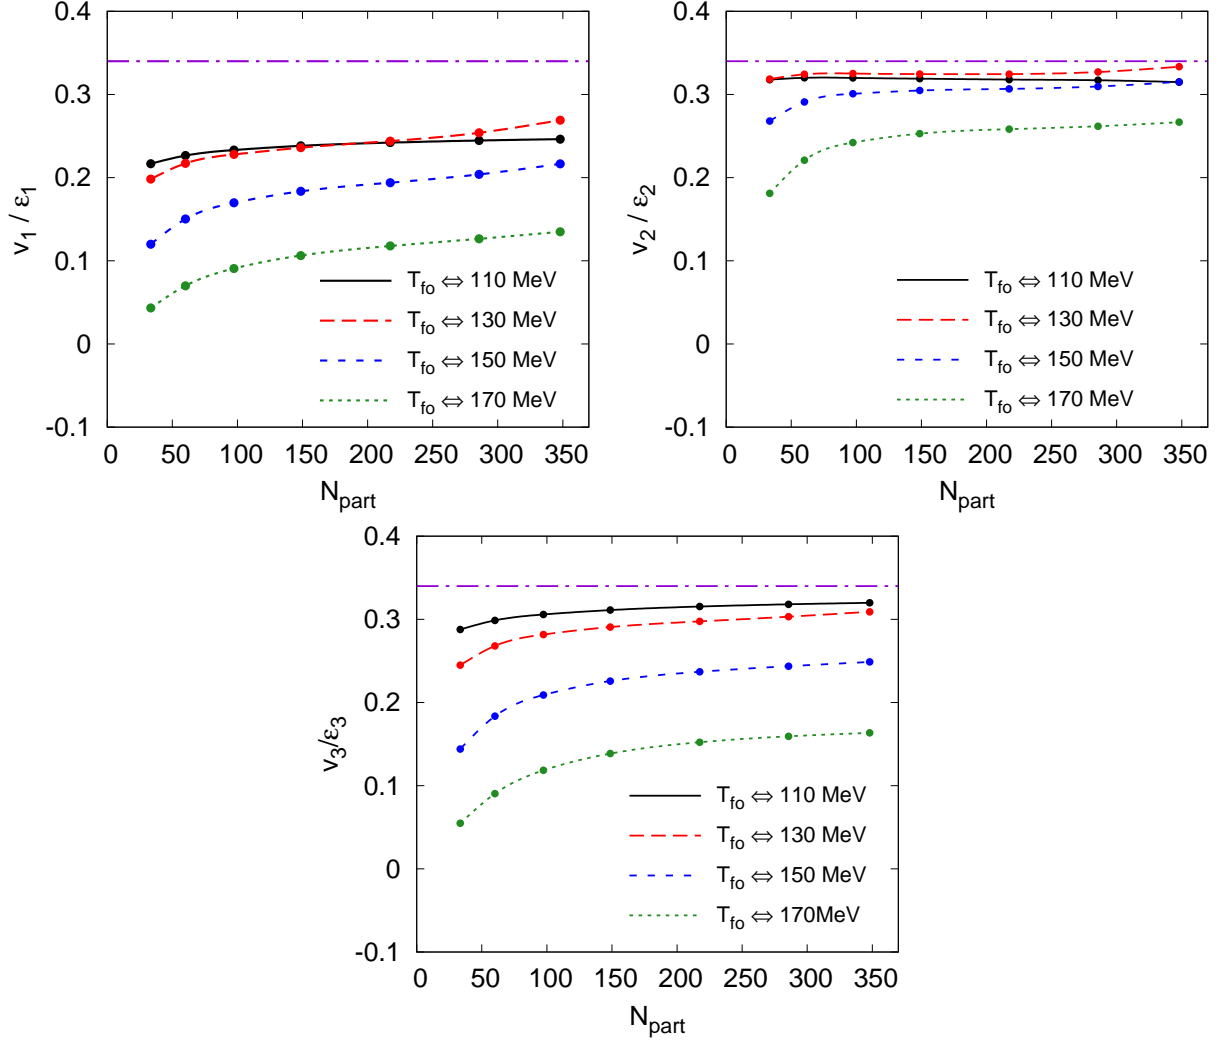 0.4
0.3
0.2
0.1
0
-0.1
v1 / ε1
0 50 100 150 200 250 300 350
Npart
Tfo ⇔ 110 MeV
Tfo ⇔ 130 MeV
Tfo ⇔ 150 MeV
Tfo ⇔ 170 MeV
0.4
0.3
0.2
0.1
0
-0.1
v2 / ε2
0 50 100 150 200 250 300 350
Npart
Tfo ⇔ 110 MeV
Tfo ⇔ 130 MeV
Tfo ⇔ 150 MeV
Tfo ⇔ 170 MeV
0.4
0.3
0.2
0.1
0
-0.1
v3/ε3
0 50 100 150 200 250 300 350
Npart
Tfo ⇔ 110 MeV
Tfo ⇔ 130 MeV
Tfo ⇔ 150 MeV
Tfo ⇔ 170MeV